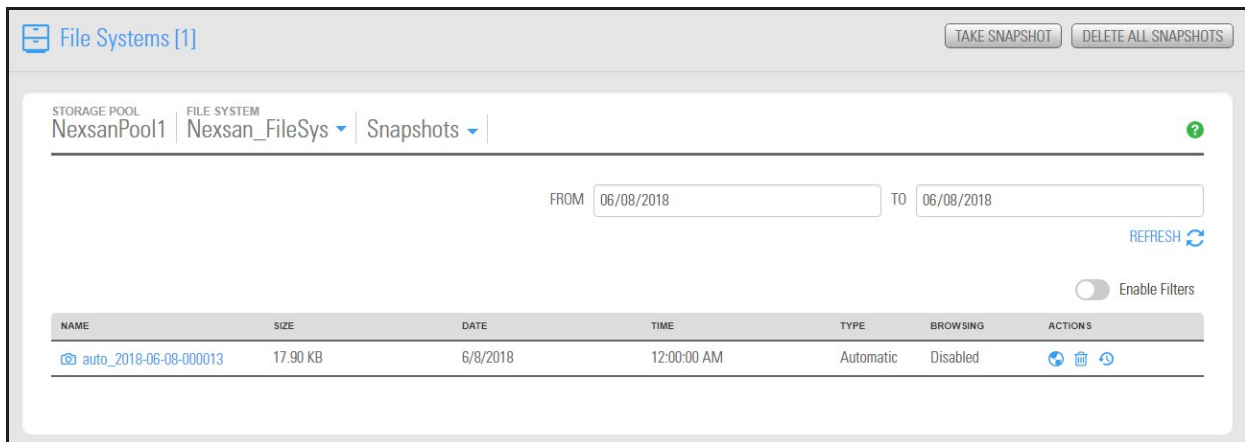 File Systems [1]
TAKE SNAPSHOT
DELETE ALL SNAPSHOTS
STORAGE POOL
FILE SYSTEM
NexsanPool1
Nexsan_FileSys
Snapshots
?
FROM 06/08/2018 TO 06/08/2018
REFRESH
Enable Filters
NAME SIZE DATE TIME TYPE BROWSING ACTIONS
auto_2018-06-08-000013 17.90 KB 6/8/2018 12:00:00 AM Automatic Disabled